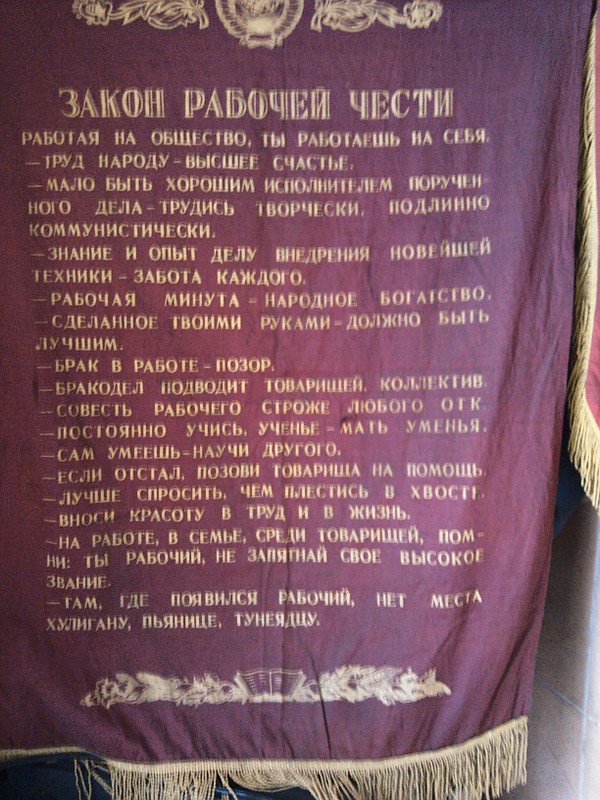 ЗАКОН РАБОЧЕЙ ЧЕСТИ
РАБОТАЯ НА ОБЩЕСТВО, ТЫ РАБОТАЕШЬ НА СЕБЯ.
—ТРУД НАРОДУ–ВЫСШЕЕ СЧАСТЬЕ.
—МАЛО БЫТЬ ХОРОШИМ ИСПОЛНИТЕЛЕМ ПОРУЧЕН-
НОГО ДЕЛА–ТРУДИСЬ ТВОРЧЕСКИ, ПОДЛИННО
КОММУНИСТИЧЕСКИ.
—ЗНАНИЕ И ОПЫТ ДЕЛУ ВНЕДРЕНИЯ НОВЕЙШЕЙ
ТЕХНИКИ–ЗАБОТА КАЖДОГО.
—РАБОЧАЯ МИНУТА–НАРОДНОЕ БОГАТСТВО.
—СДЕЛАННОЕ ТВОИМИ РУКАМИ–ДОЛЖНО БЫТЬ
ЛУЧШИМ.
—БРАК В РАБОТЕ–ПОЗОР.
—БРАКОДЕЛ ПОДВОДИТ ТОВАРИЩЕЙ, КОЛЛЕКТИВ.
—СОВЕСТЬ РАБОЧЕГО СТРОЖЕ ЛЮБОГО ОТК.
—ПОСТОЯННО УЧИСЬ, УЧЕНЬЕ–МАТЬ УМЕНЬЯ.
—САМ УМЕЕШЬ–НАУЧИ ДРУГОГО.
—ЕСЛИ ОТСТАЛ, ПОЗОВИ ТОВАРИЩА НА ПОМОЩЬ.
—ЛУЧШЕ СПРОСИТЬ, ЧЕМ ПЛЕСТИСЬ В ХВОСТЕ.
—ВНОСИ КРАСОТУ В ТРУД И В ЖИЗНЬ.
—НА РАБОТЕ, В СЕМЬЕ, СРЕДИ ТОВАРИЩЕЙ, ПОМ-
НИ: ТЫ РАБОЧИЙ, НЕ ЗАПЯТНАЙ СВОЕ ВЫСОКОЕ
ЗВАНИЕ.
—ТАМ, ГДЕ ПОЯВИЛСЯ РАБОЧИЙ, НЕТ МЕСТА
ХУЛИГАНУ, ПЬЯНИЦЕ, ТУНЕЯДЦУ.